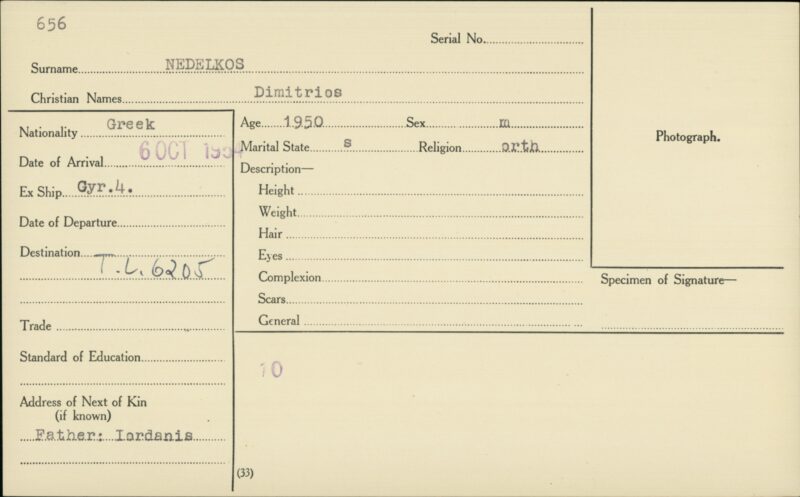 656
Serial No.
Surname NEDELKOS
Christian Names Dimitrios
Nationality Greek
Date of Arrival 6 OCT 1954
Ex Ship Cyr.4.
Date of Departure
Destination T.L. 6205
Trade
Standard of Education
Address of Next of Kin
(if known)
Father: Iordanis
Age 1950 Sex m
Marital State s Religion orth
Description—
Height
Weight
Hair
Eyes
Complexion
Scars
General
Photograph.
Specimen of Signature—
10
(33)